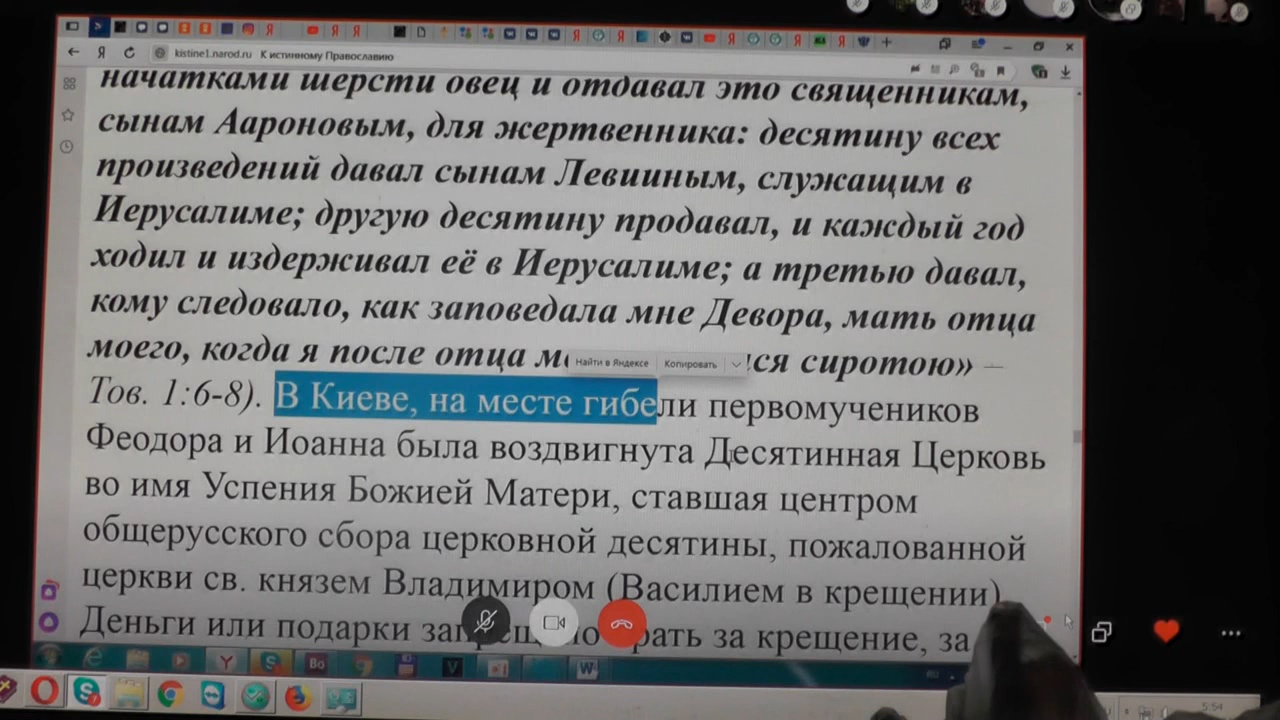 kistine1.narod.ru К истинному Православию
начатками шерсти овец и отдавал это священникам,
сынам Аароновым, для жертвенника: десятину всех
произведений давал сынам Левииным, служащим в
Иерусалиме; другую десятину продавал, и каждый год
ходил и издерживал её в Иерусалиме; а третью давал,
кому следовало, как заповедала мне Девора, мать отца
моего, когда я после отца мо ся сиротою» —
Найти в Яндексе Копировать
Тов. 1:6-8). В Киеве, на месте гибели первомучеников
Феодора и Иоанна была воздвигнута Десятинная Церковь
во имя Успения Божией Матери, ставшая центром
общерусского сбора церковной десятины, пожалованной
церкви св. князем Владимиром (Василием в крещении)
Деньги или подарки за крещение, за
RU
5:54